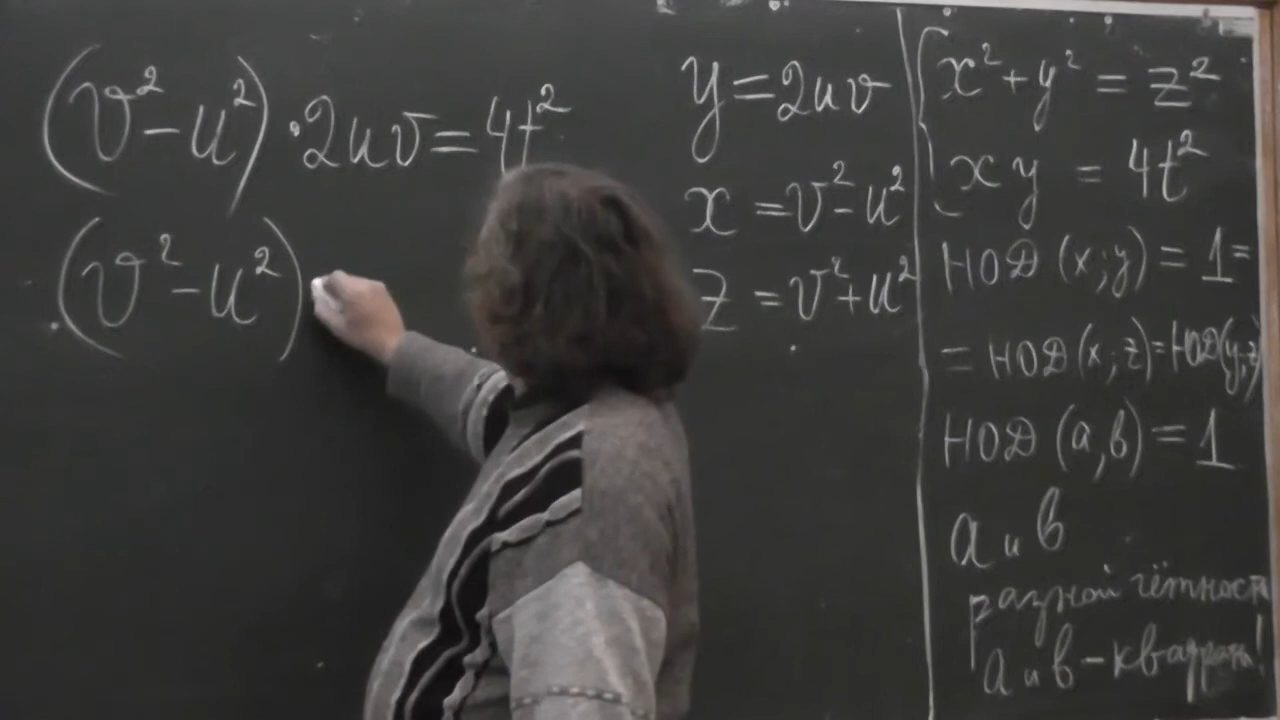 (v² − u²) · 2uv = 4t²
(v² − u²)
y = 2uv
x = v² − u²
z = v² + u²
x² + y² = z²
xy = 4t²
НОД (x; y) = 1 =
= НОД (x; z) = НОД (y; z)
НОД (a, b) = 1
a и b
разной чётности
a и b – квадраты!